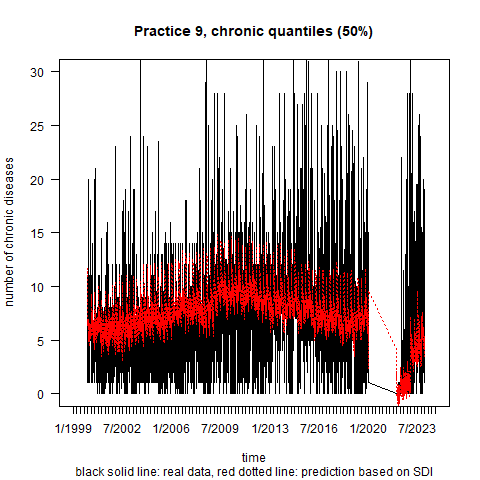 Practice 9, chronic quantiles (50%)
number of chronic diseases
30
25
20
15
10
5
0
1/1999 7/2002 1/2006 7/2009 1/2013 7/2016 1/2020 7/2023
time
black solid line: real data, red dotted line: prediction based on SDI